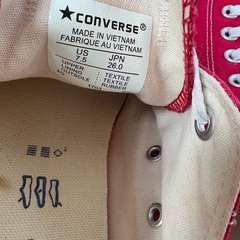 ★CONVERSE®
MADE IN VIETNAM
FABRIQUE AU VIETNAM
US JPN
7.5 26.0
UPPER : TEXTILE
LINING : TEXTILE
OUTSOLE : RUBBER